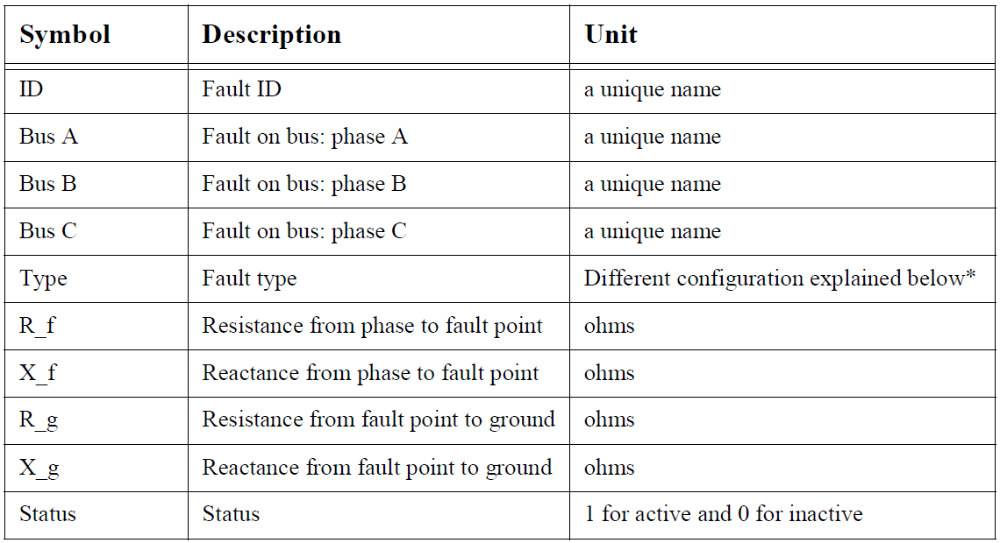 Symbol Description Unit
ID Fault ID a unique name
Bus A Fault on bus: phase A a unique name
Bus B Fault on bus: phase B a unique name
Bus C Fault on bus: phase C a unique name
Type Fault type Different configuration explained below*
R_f Resistance from phase to fault point ohms
X_f Reactance from phase to fault point ohms
R_g Resistance from fault point to ground ohms
X_g Reactance from fault point to ground ohms
Status Status 1 for active and 0 for inactive